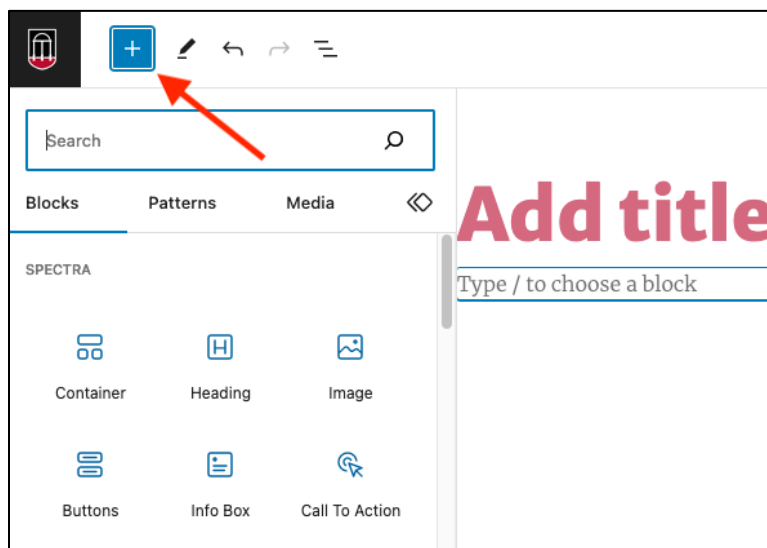 Search
Blocks Patterns Media
Add title
Type / to choose a block
SPECTRA
Container Heading Image
Buttons Info Box Call To Action